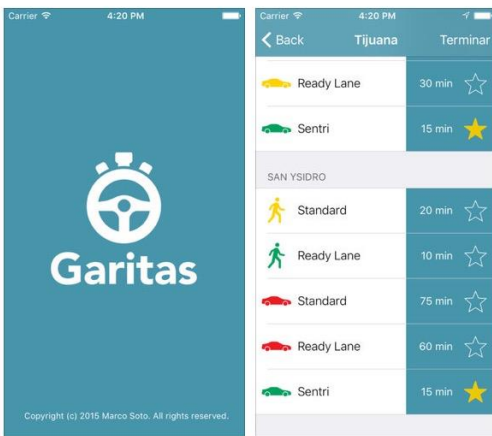 Carrier 4:20 PM
Garitas
Copyright (c) 2015 Marco Soto. All rights reserved.
Carrier 4:20 PM
Back Tijuana Terminar
Ready Lane 30 min
Sentri 15 min
SAN YSIDRO
Standard 20 min
Ready Lane 10 min
Standard 75 min
Ready Lane 60 min
Sentri 15 min